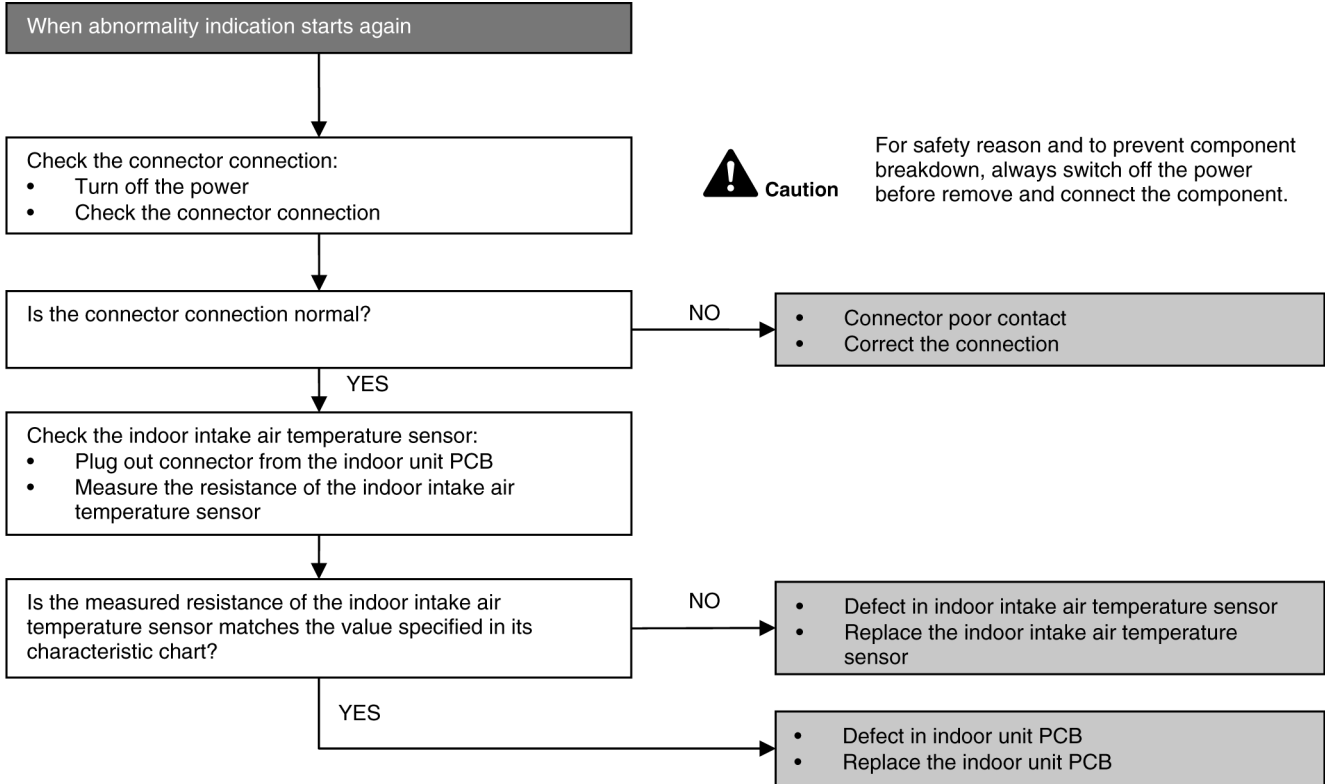 When abnormality indication starts again
Check the connector connection:
• Turn off the power
• Check the connector connection
Caution
For safety reason and to prevent component
breakdown, always switch off the power
before remove and connect the component.
Is the connector connection normal?
NO
• Connector poor contact
• Correct the connection
YES
Check the indoor intake air temperature sensor:
• Plug out connector from the indoor unit PCB
• Measure the resistance of the indoor intake air
temperature sensor
Is the measured resistance of the indoor intake air
temperature sensor matches the value specified in its
characteristic chart?
NO
• Defect in indoor intake air temperature sensor
• Replace the indoor intake air temperature
sensor
YES
• Defect in indoor unit PCB
• Replace the indoor unit PCB